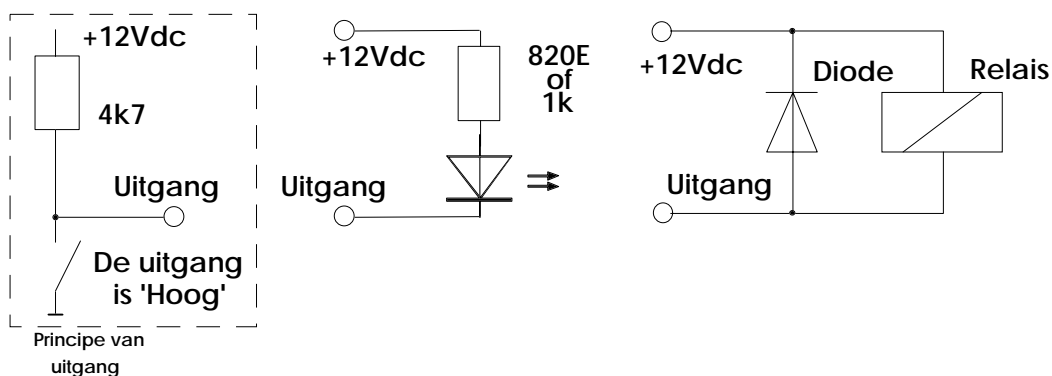 +12Vdc
4k7
Uitgang
De uitgang
is 'Hoog'
Principe van
uitgang
+12Vdc
820E
of
1k
Uitgang
+12Vdc
Diode
Relais
Uitgang